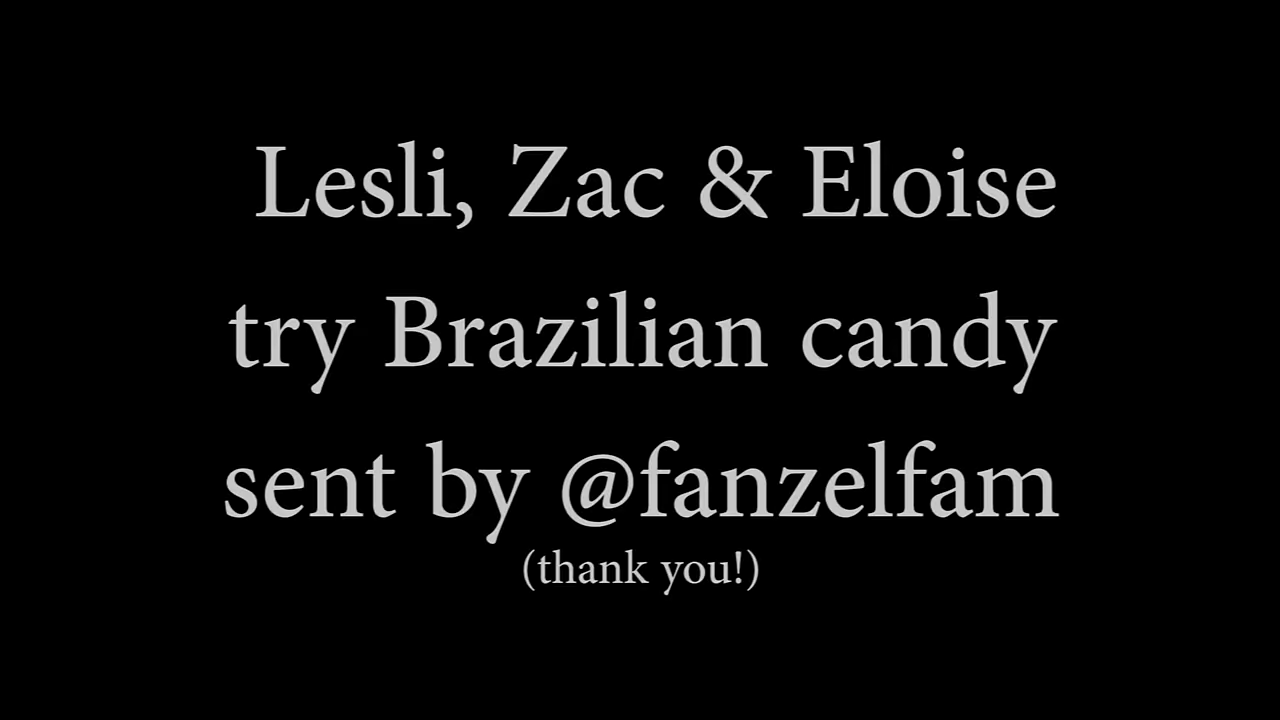 Lesli, Zac & Eloise
try Brazilian candy
sent by @fanzelfam
(thank you!)